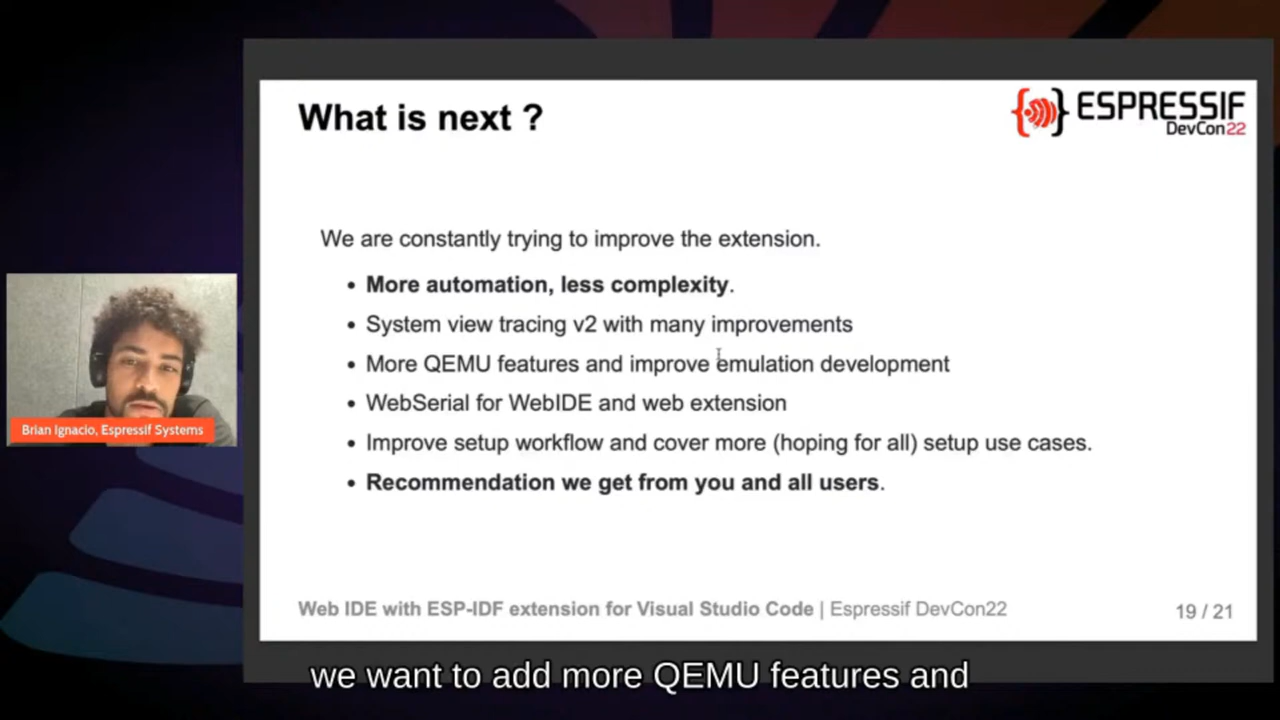 What is next ?
ESPRESSIF
DevCon22
We are constantly trying to improve the extension.
• More automation, less complexity.
• System view tracing v2 with many improvements
• More QEMU features and improve emulation development
• WebSerial for WebIDE and web extension
• Improve setup workflow and cover more (hoping for all) setup use cases.
• Recommendation we get from you and all users.
Brian Ignacio, Espressif Systems
Web IDE with ESP-IDF extension for Visual Studio Code | Espressif DevCon22
19 / 21
we want to add more QEMU features and